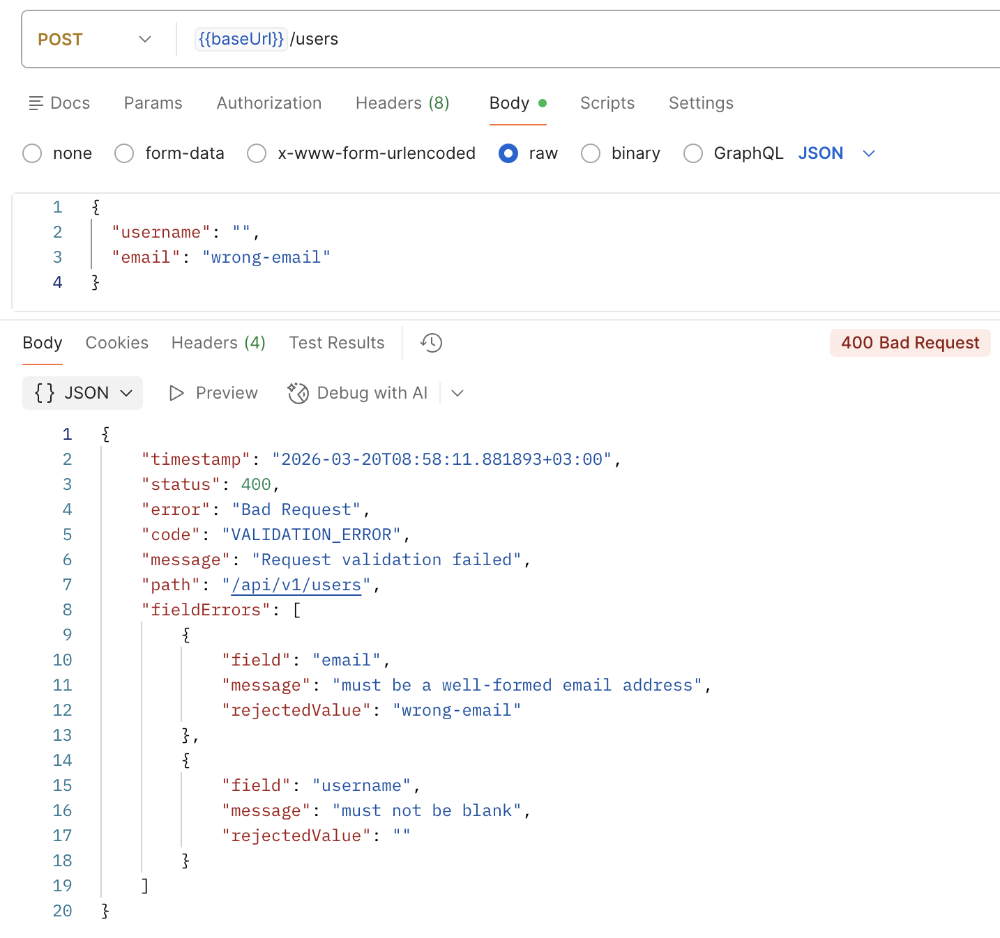 POST {{baseUrl}} /users
Docs Params Authorization Headers (8) Body Scripts Settings
none form-data x-www-form-urlencoded raw binary GraphQL JSON
1 {
2 "username": "",
3 "email": "wrong-email"
4 }
Body Cookies Headers (4) Test Results 400 Bad Request
{} JSON Preview Debug with AI
1 {
2 "timestamp": "2026-03-20T08:58:11.881893+03:00",
3 "status": 400,
4 "error": "Bad Request",
5 "code": "VALIDATION_ERROR",
6 "message": "Request validation failed",
7 "path": "/api/v1/users",
8 "fieldErrors": [
9 {
10 "field": "email",
11 "message": "must be a well-formed email address",
12 "rejectedValue": "wrong-email"
13 },
14 {
15 "field": "username",
16 "message": "must not be blank",
17 "rejectedValue": ""
18 }
19 ]
20 }